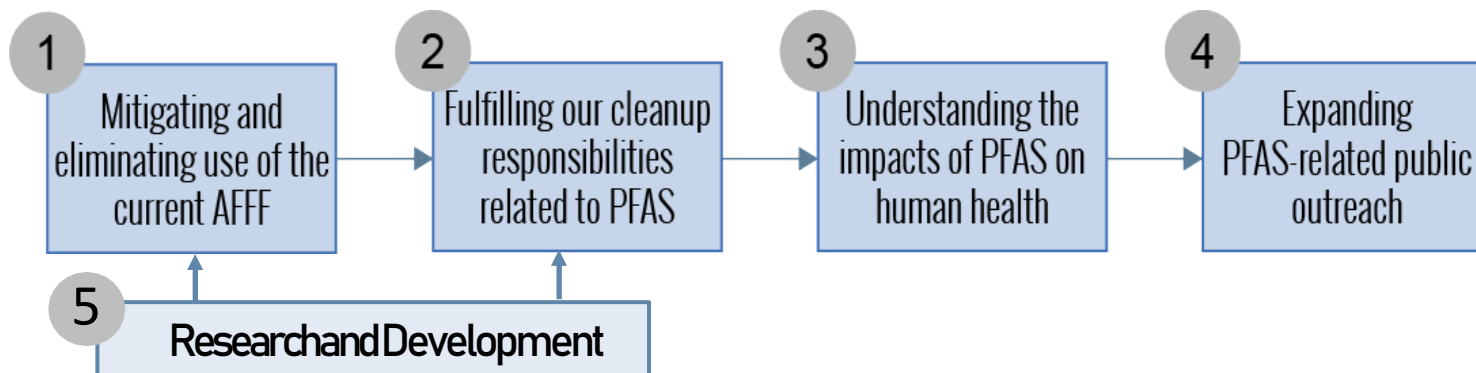 1
Mitigating and
eliminating use of the
current AFFF
2
Fulfilling our cleanup
responsibilities
related to PFAS
3
Understanding the
impacts of PFAS on
human health
4
Expanding
PFAS-related public
outreach
5
ResearchandDevelopment